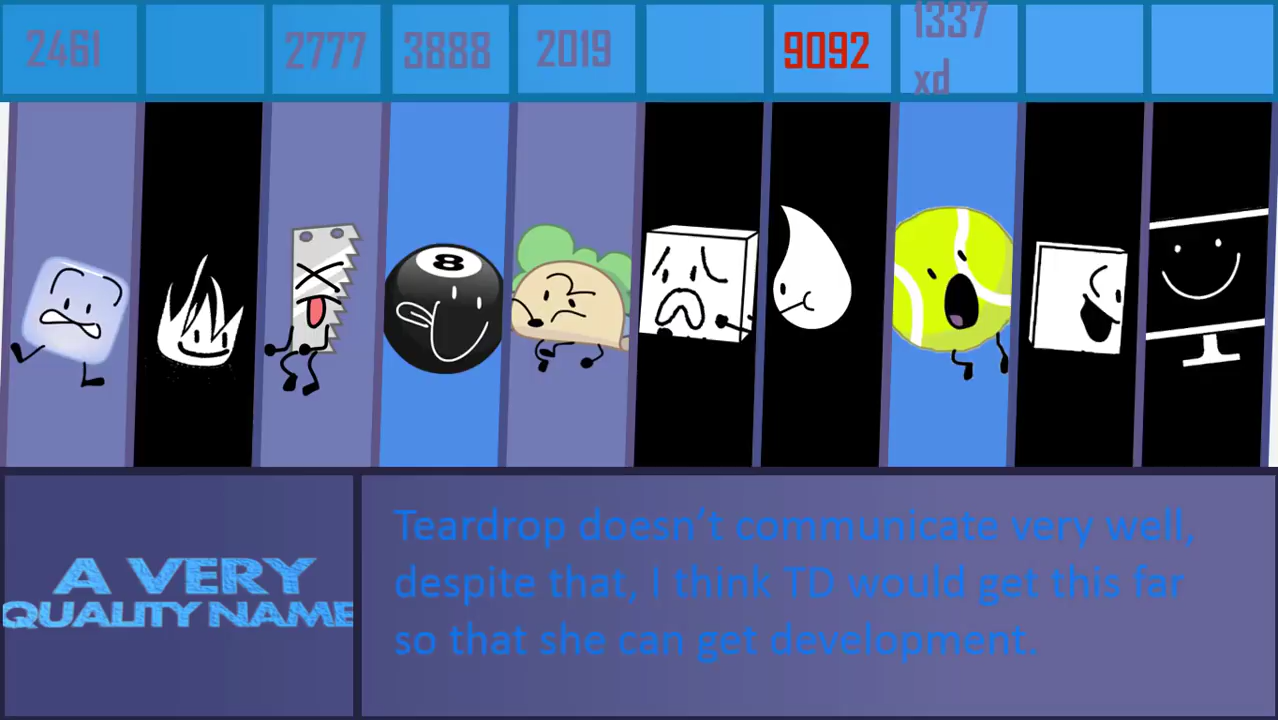 2461 2777 3888 2019 9092 1337
xd
8
A VERY
QUALITY NAME
Teardrop doesn't communicate very well,
despite that, I think TD would get this far
so that she can get development.